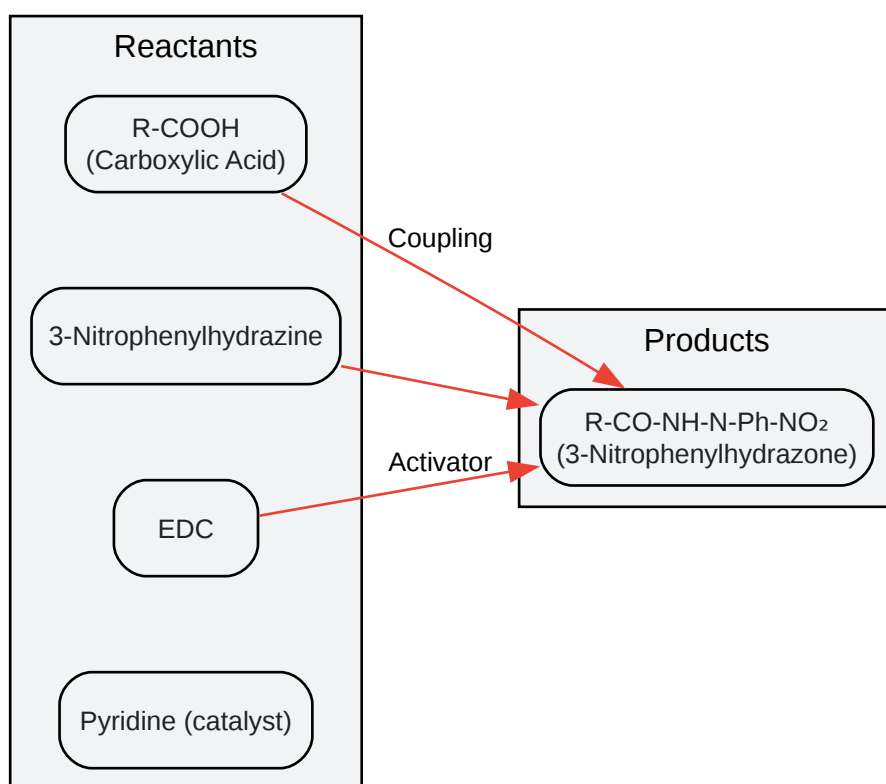 Reactants
R-COOH
(Carboxylic Acid)
Coupling
3-Nitrophenylhydrazine
Products
R-CO-NH-N-Ph-NO₂
(3-Nitrophenylhydrazone)
Activator
EDC
Pyridine (catalyst)